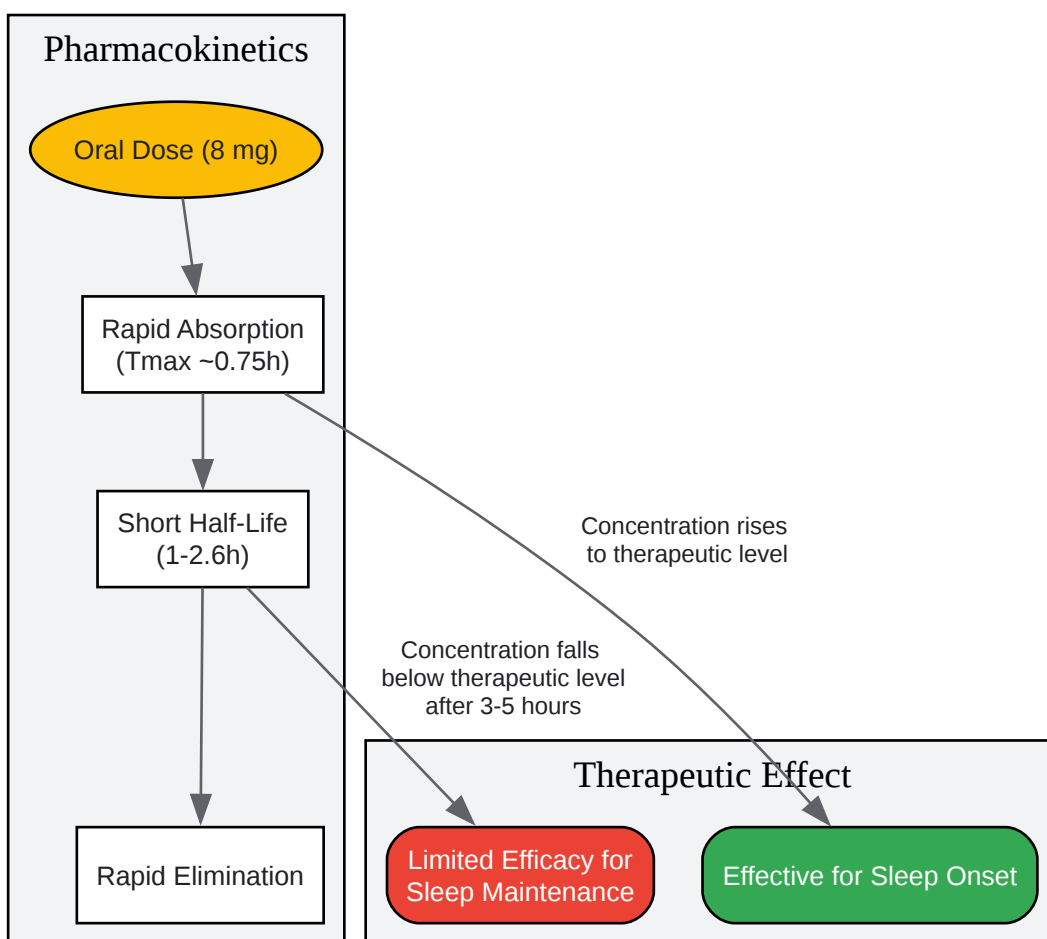 Pharmacokinetics
Oral Dose (8 mg)
Rapid Absorption
(Tmax ~0.75h)
Short Half-Life
(1-2.6h)
Concentration rises
to therapeutic level
Concentration falls
below therapeutic level
after 3-5 hours
Therapeutic Effect
Rapid Elimination
Limited Efficacy for
Sleep Maintenance
Effective for Sleep Onset